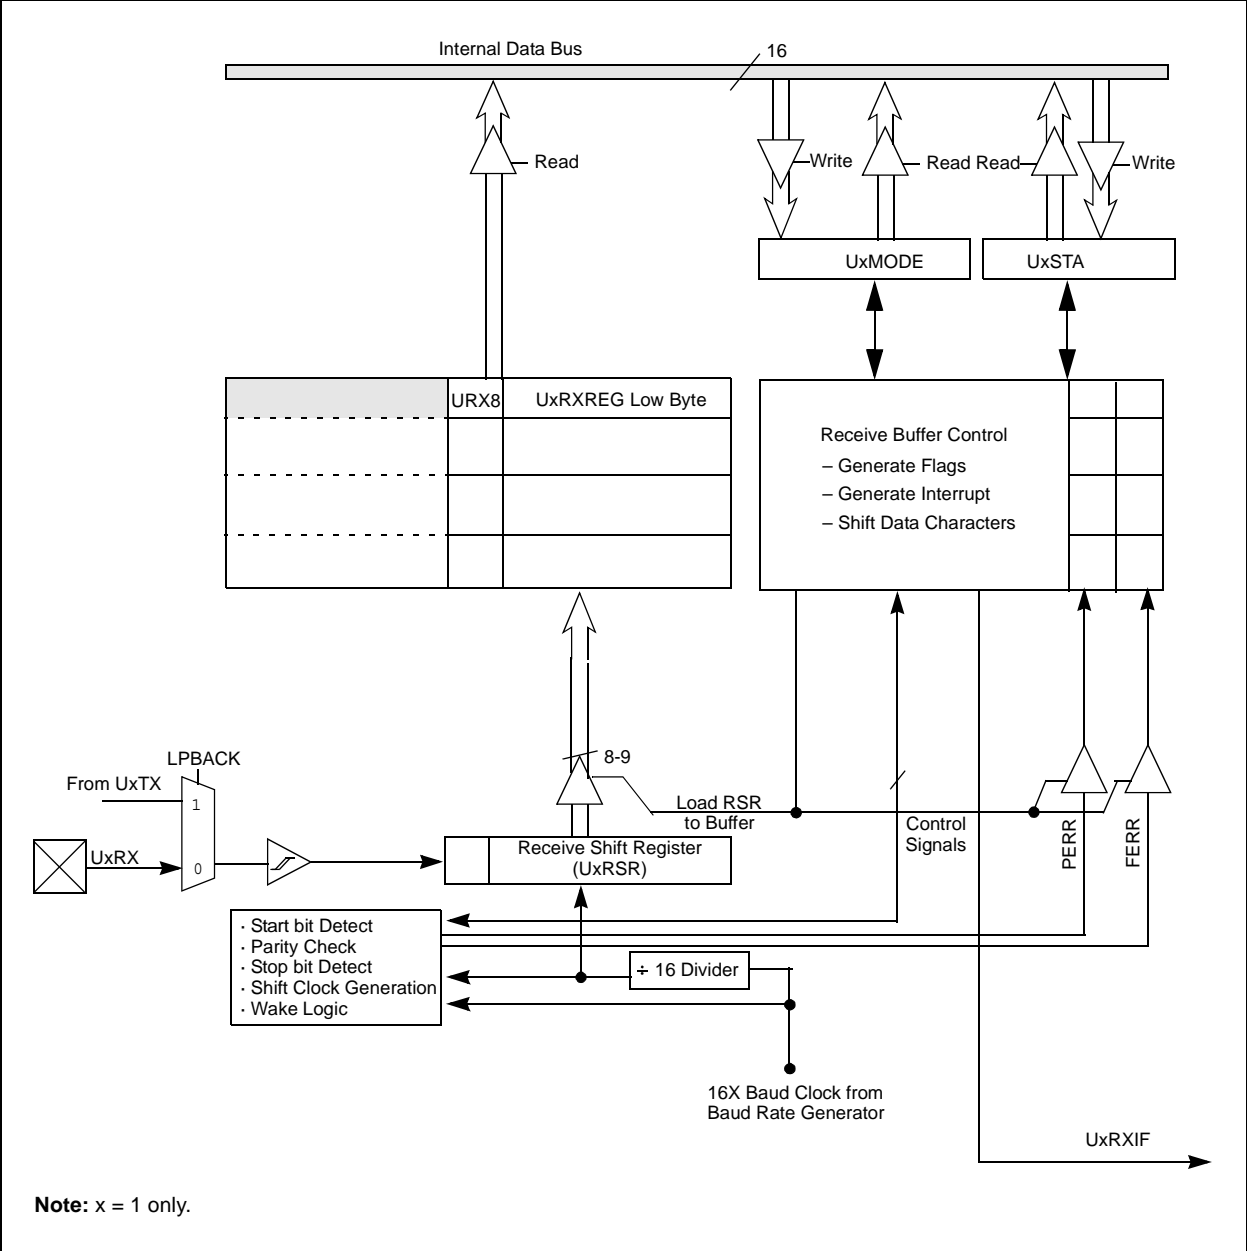 Internal Data Bus
16
Read
Write
Read Read
Write
UxMODE
UxSTA
URX8
UxRXREG Low Byte
Receive Buffer Control
– Generate Flags
– Generate Interrupt
– Shift Data Characters
LPBACK
From UxTX
1
UxRX
0
8-9
Load RSR
to Buffer
Control
Signals
PERR
FERR
Receive Shift Register
(UxRSR)
· Start bit Detect
· Parity Check
· Stop bit Detect
· Shift Clock Generation
· Wake Logic
÷ 16 Divider
16X Baud Clock from
Baud Rate Generator
UxRXIF
Note: x = 1 only.